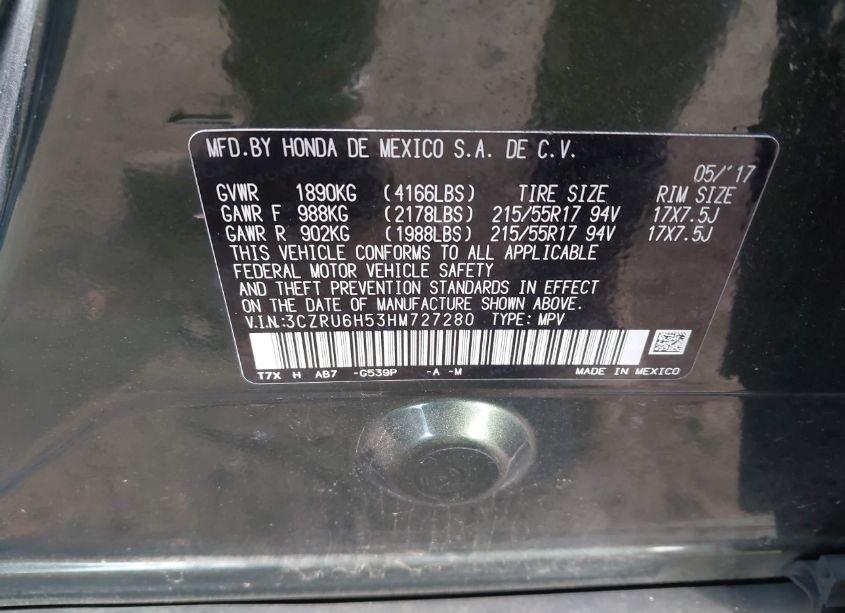 MFD.BY HONDA DE MEXICO S.A. DE C.V.
05/'17
GVWR 1890KG (4166LBS) TIRE SIZE RIM SIZE
GAWR F 988KG (2178LBS) 215/55R17 94V 17X7.5J
GAWR R 902KG (1988LBS) 215/55R17 94V 17X7.5J
THIS VEHICLE CONFORMS TO ALL APPLICABLE
FEDERAL MOTOR VEHICLE SAFETY
AND THEFT PREVENTION STANDARDS IN EFFECT
ON THE DATE OF MANUFACTURE SHOWN ABOVE.
V.I.N.:3CZRU6H53HM727280 TYPE: MPV
T7X H AB7 -G539P -A -M MADE IN MEXICO